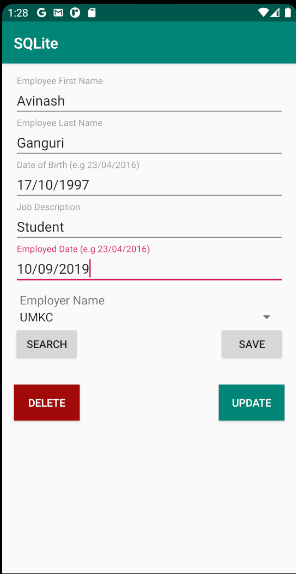 1:28
SQLite
Employee First Name
Avinash
Employee Last Name
Ganguri
Date of Birth (e.g 23/04/2016)
17/10/1997
Job Description
Student
Employed Date (e.g 23/04/2016)
10/09/2019
Employer Name
UMKC
SEARCH SAVE
DELETE UPDATE